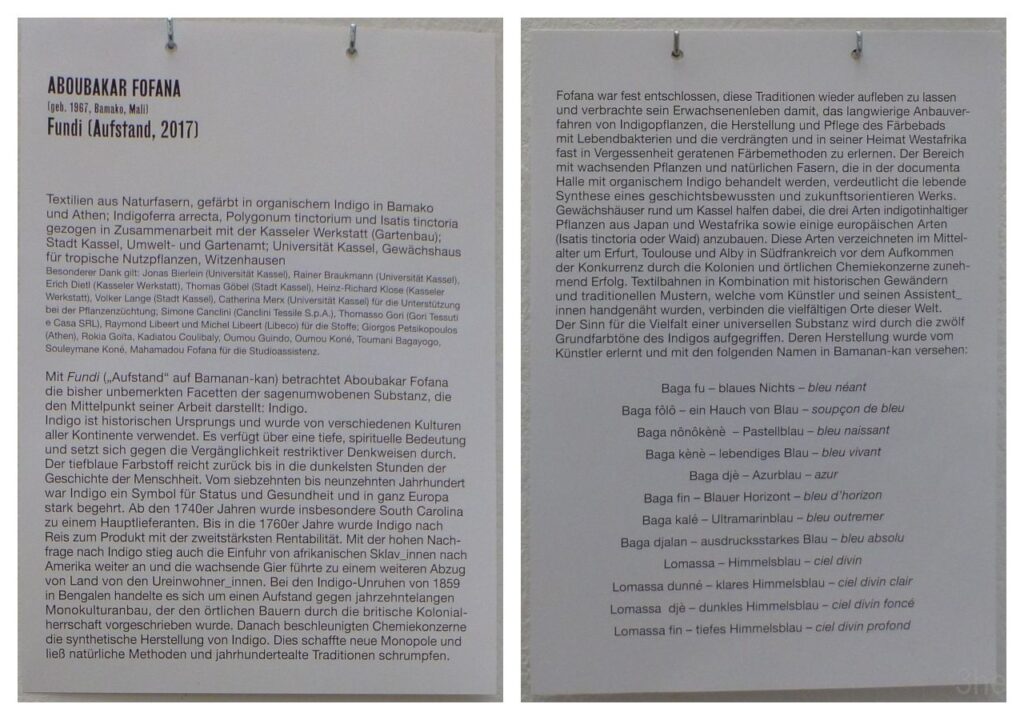 ABOUBAKAR FOFANA
(geb. 1967, Bamako, Mali)
Fundi (Aufstand, 2017)
Textilien aus Naturfasern, gefärbt in organischem Indigo in Bamako
und Athen; Indigoferra arrecta, Polygonum tinctorium und Isatis tinctoria
gezogen in Zusammenarbeit mit der Kasseler Werkstatt (Gartenbau);
Stadt Kassel, Umwelt- und Gartenamt; Universität Kassel, Gewächshaus
für tropische Nutzpflanzen, Witzenhausen
Besonderer Dank gilt: Jonas Bierlein (Universität Kassel), Rainer Braukmann (Universität Kassel),
Erich Dietl (Kasseler Werkstatt), Thomas Göbel (Stadt Kassel), Heinz-Richard Klose (Kasseler
Werkstatt), Volker Lange (Stadt Kassel), Catherina Merx (Universität Kassel) für die Unterstützung
bei der Pflanzenzüchtung; Simone Canclini (Canclini Tessile S.p.A.), Thomasso Gori (Gori Tessuti
e Casa SRL), Raymond Libeert und Michel Libeert (Libeco) für die Stoffe; Giorgos Petsikopoulos
(Athen), Rokia Goïta, Kadiatou Coulibaly, Oumou Guindo, Oumou Koné, Toumani Bagayogo,
Souleymane Koné, Mahamadou Fofana für die Studioassistenz.
Mit Fundi („Aufstand“ auf Bamanan-kan) betrachtet Aboubakar Fofana
die bisher unbemerkten Facetten der sagenumwobenen Substanz, die
den Mittelpunkt seiner Arbeit darstellt: Indigo.
Indigo ist historischen Ursprungs und wurde von verschiedenen Kulturen
aller Kontinente verwendet. Es verfügt über eine tiefe, spirituelle Bedeutung
und setzt sich gegen die Vergänglichkeit restriktiver Denkweisen durch.
Der tiefblaue Farbstoff reicht zurück bis in die dunkelsten Stunden der
Geschichte der Menschheit. Vom siebzehnten bis neunzehnten Jahrhundert
war Indigo ein Symbol für Status und Gesundheit und in ganz Europa
stark begehrt. Ab den 1740er Jahren wurde insbesondere South Carolina
zu einem Hauptlieferanten. Bis in die 1760er Jahre wurde Indigo nach
Reis zum Produkt mit der zweitstärksten Rentabilität. Mit der hohen Nach-
frage nach Indigo stieg auch die Einfuhr von afrikanischen Sklav_innen nach
Amerika weiter an und die wachsende Gier führte zu einem weiteren Abzug
von Land von den Ureinwohner_innen. Bei den Indigo-Unruhen von 1859
in Bengalen handelte es sich um einen Aufstand gegen jahrzehntelangen
Monokulturanbau, der den örtlichen Bauern durch die britische Kolonial-
herrschaft vorgeschrieben wurde. Danach beschleunigten Chemiekonzerne
die synthetische Herstellung von Indigo. Dies schaffte neue Monopole und
ließ natürliche Methoden und jahrhundertealte Traditionen schrumpfen.
Fofana war fest entschlossen, diese Traditionen wieder aufleben zu lassen
und verbrachte sein Erwachsenenleben damit, das langwierige Anbauver-
fahren von Indigopflanzen, die Herstellung und Pflege des Färbebads
mit Lebendbakterien und die verdrängten und in seiner Heimat Westafrika
fast in Vergessenheit geratenen Färbemethoden zu erlernen. Der Bereich
mit wachsenden Pflanzen und natürlichen Fasern, die in der documenta
Halle mit organischem Indigo behandelt werden, verdeutlicht die lebende
Synthese eines geschichtsbewussten und zukunftsorientieren Werks.
Gewächshäuser rund um Kassel halfen dabei, die drei Arten indigotinhaltiger
Pflanzen aus Japan und Westafrika sowie einige europäischen Arten
(Isatis tinctoria oder Waid) anzubauen. Diese Arten verzeichneten im Mittel-
alter um Erfurt, Toulouse und Alby in Südfrankreich vor dem Aufkommen
der Konkurrenz durch die Kolonien und örtlichen Chemiekonzerne zuneh-
mend Erfolg. Textilbahnen in Kombination mit historischen Gewändern
und traditionellen Mustern, welche vom Künstler und seinen Assistent_
innen handgenäht wurden, verbinden die vielfältigen Orte dieser Welt.
Der Sinn für die Vielfalt einer universellen Substanz wird durch die zwölf
Grundfarbtöne des Indigos aufgegriffen. Deren Herstellung wurde vom
Künstler erlernt und mit den folgenden Namen in Bamanan-kan versehen:
Baga fu – blaues Nichts – bleu néant
Baga fôlô – ein Hauch von Blau – soupçon de bleu
Baga nônôkènè – Pastellblau – bleu naissant
Baga kènè – lebendiges Blau – bleu vivant
Baga djè – Azurblau – azur
Baga fin – Blauer Horizont – bleu d'horizon
Baga kalé – Ultramarinblau – bleu outremer
Baga djalan – ausdrucksstarkes Blau – bleu absolu
Lomassa – Himmelsblau – ciel divin
Lomassa dunné – klares Himmelsblau – ciel divin clair
Lomassa djè – dunkles Himmelsblau – ciel divin foncé
Lomassa fin – tiefes Himmelsblau – ciel divin profond